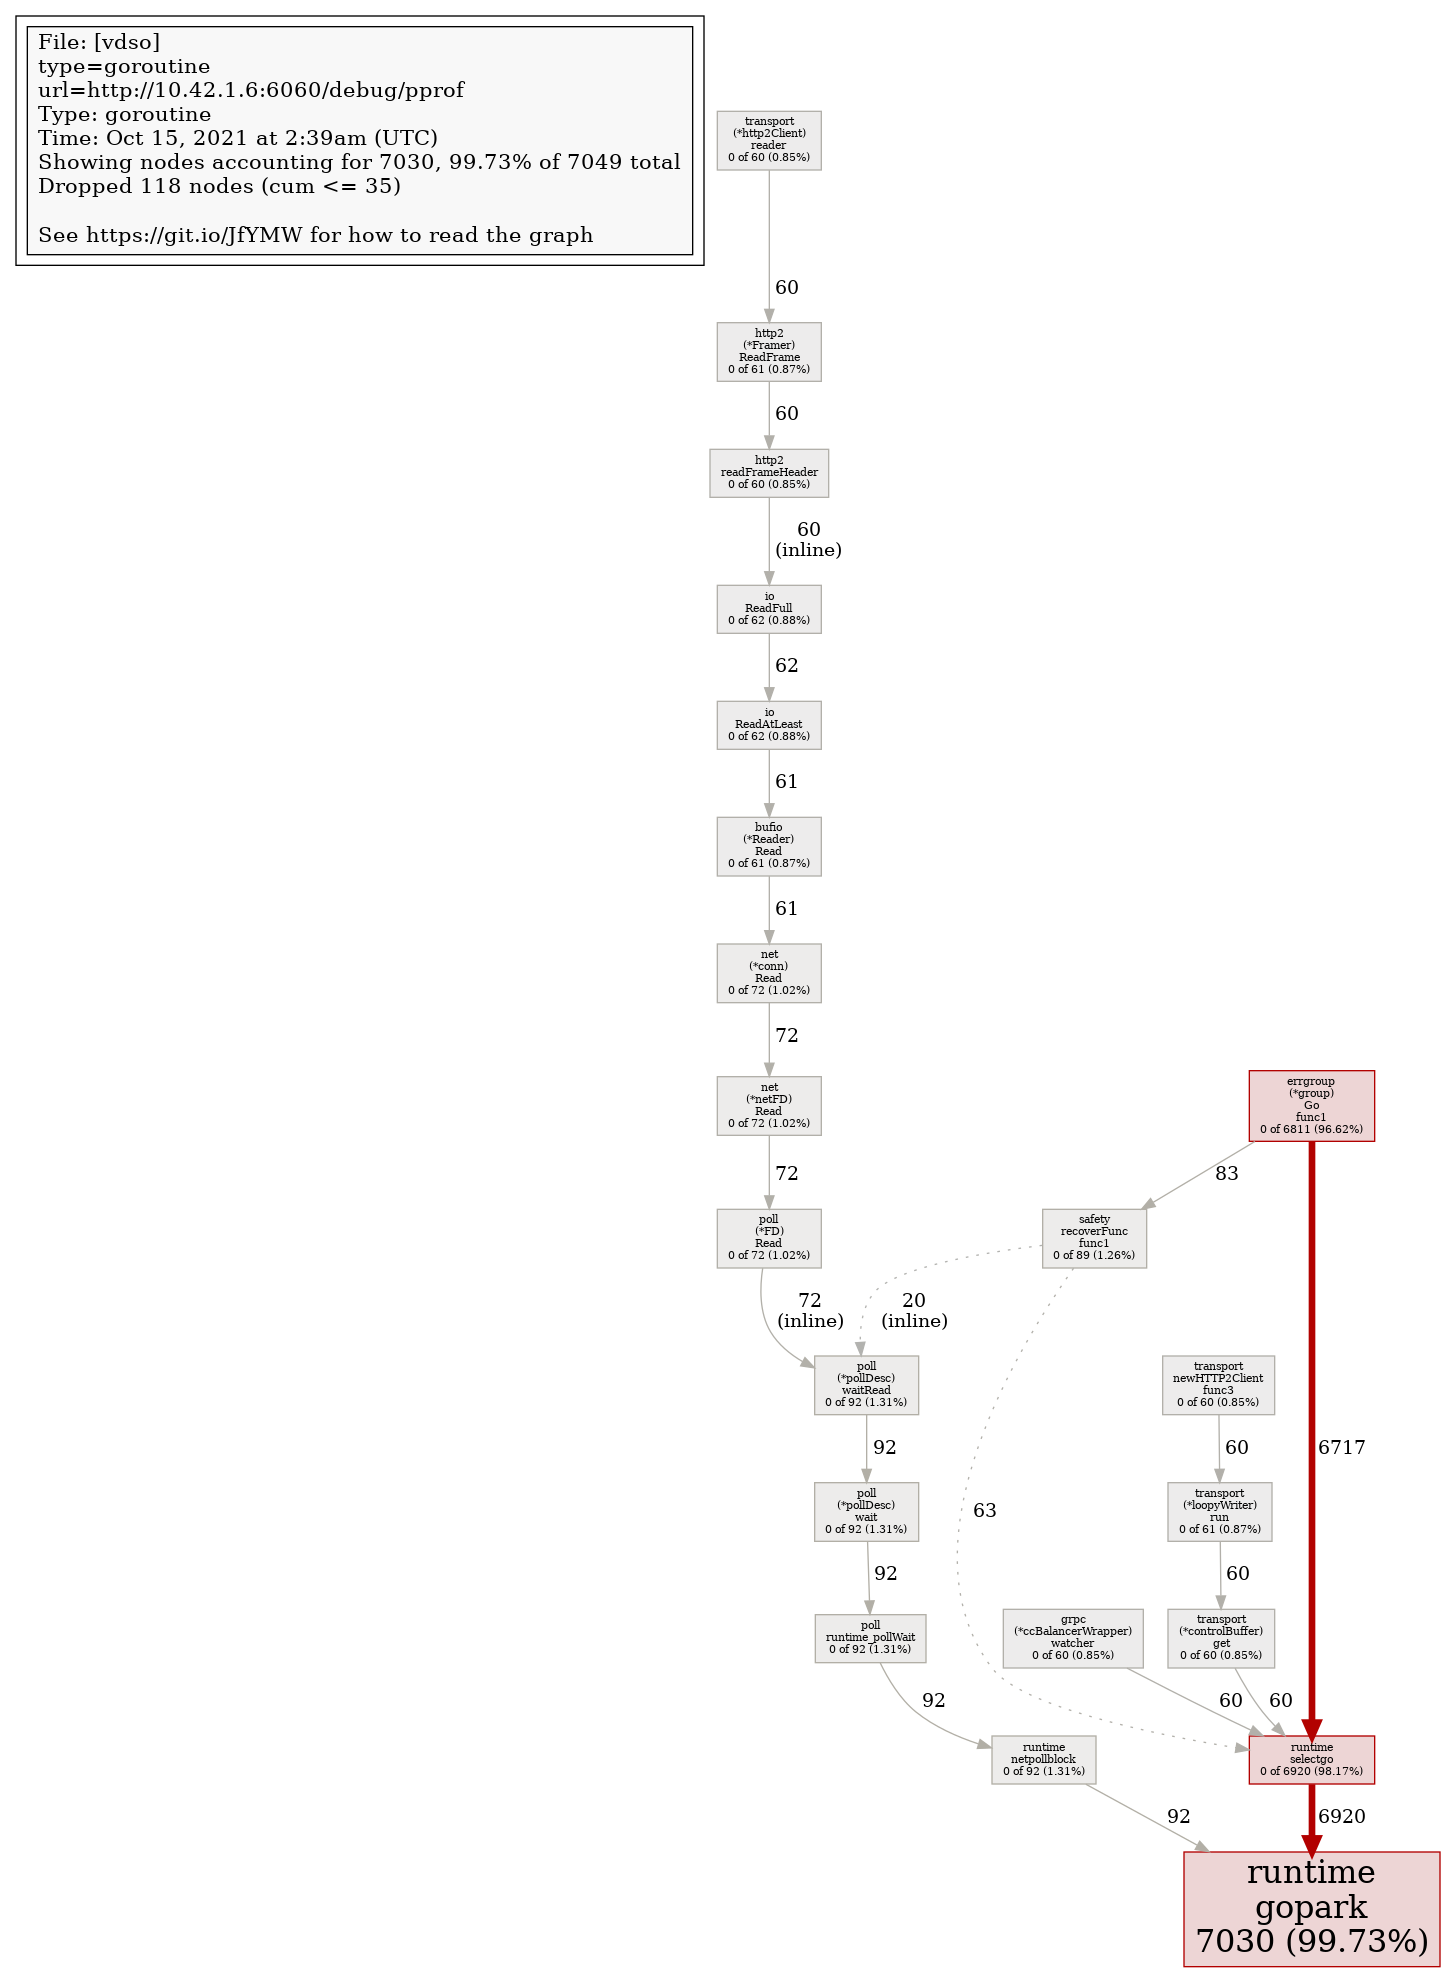 File: [vdso]
type=goroutine
url=http://10.42.1.6:6060/debug/pprof
Type: goroutine
Time: Oct 15, 2021 at 2:39am (UTC)
Showing nodes accounting for 7030, 99.73% of 7049 total
Dropped 118 nodes (cum <= 35)
See https://git.io/JfYMW for how to read the graph
transport
(*http2Client)
reader
0 of 60 (0.85%)
60
http2
(*Framer)
ReadFrame
0 of 61 (0.87%)
60
http2
readFrameHeader
0 of 60 (0.85%)
60
(inline)
io
ReadFull
0 of 62 (0.88%)
62
io
ReadAtLeast
0 of 62 (0.88%)
61
bufio
(*Reader)
Read
0 of 61 (0.87%)
61
net
(*conn)
Read
0 of 72 (1.02%)
72
net
(*netFD)
Read
0 of 72 (1.02%)
72
poll
(*FD)
Read
0 of 72 (1.02%)
72
(inline)
errgroup
(*group)
Go
func1
0 of 6811 (96.62%)
83
safety
recoverFunc
func1
0 of 89 (1.26%)
20
(inline)
63
6717
poll
(*pollDesc)
waitRead
0 of 92 (1.31%)
92
poll
(*pollDesc)
wait
0 of 92 (1.31%)
92
poll
runtime_pollWait
0 of 92 (1.31%)
92
runtime
netpollblock
0 of 92 (1.31%)
92
transport
newHTTP2Client
func3
0 of 60 (0.85%)
60
transport
(*loopyWriter)
run
0 of 61 (0.87%)
60
transport
(*controlBuffer)
get
0 of 60 (0.85%)
60
grpc
(*ccBalancerWrapper)
watcher
0 of 60 (0.85%)
60
runtime
selectgo
0 of 6920 (98.17%)
6920
runtime
gopark
7030 (99.73%)